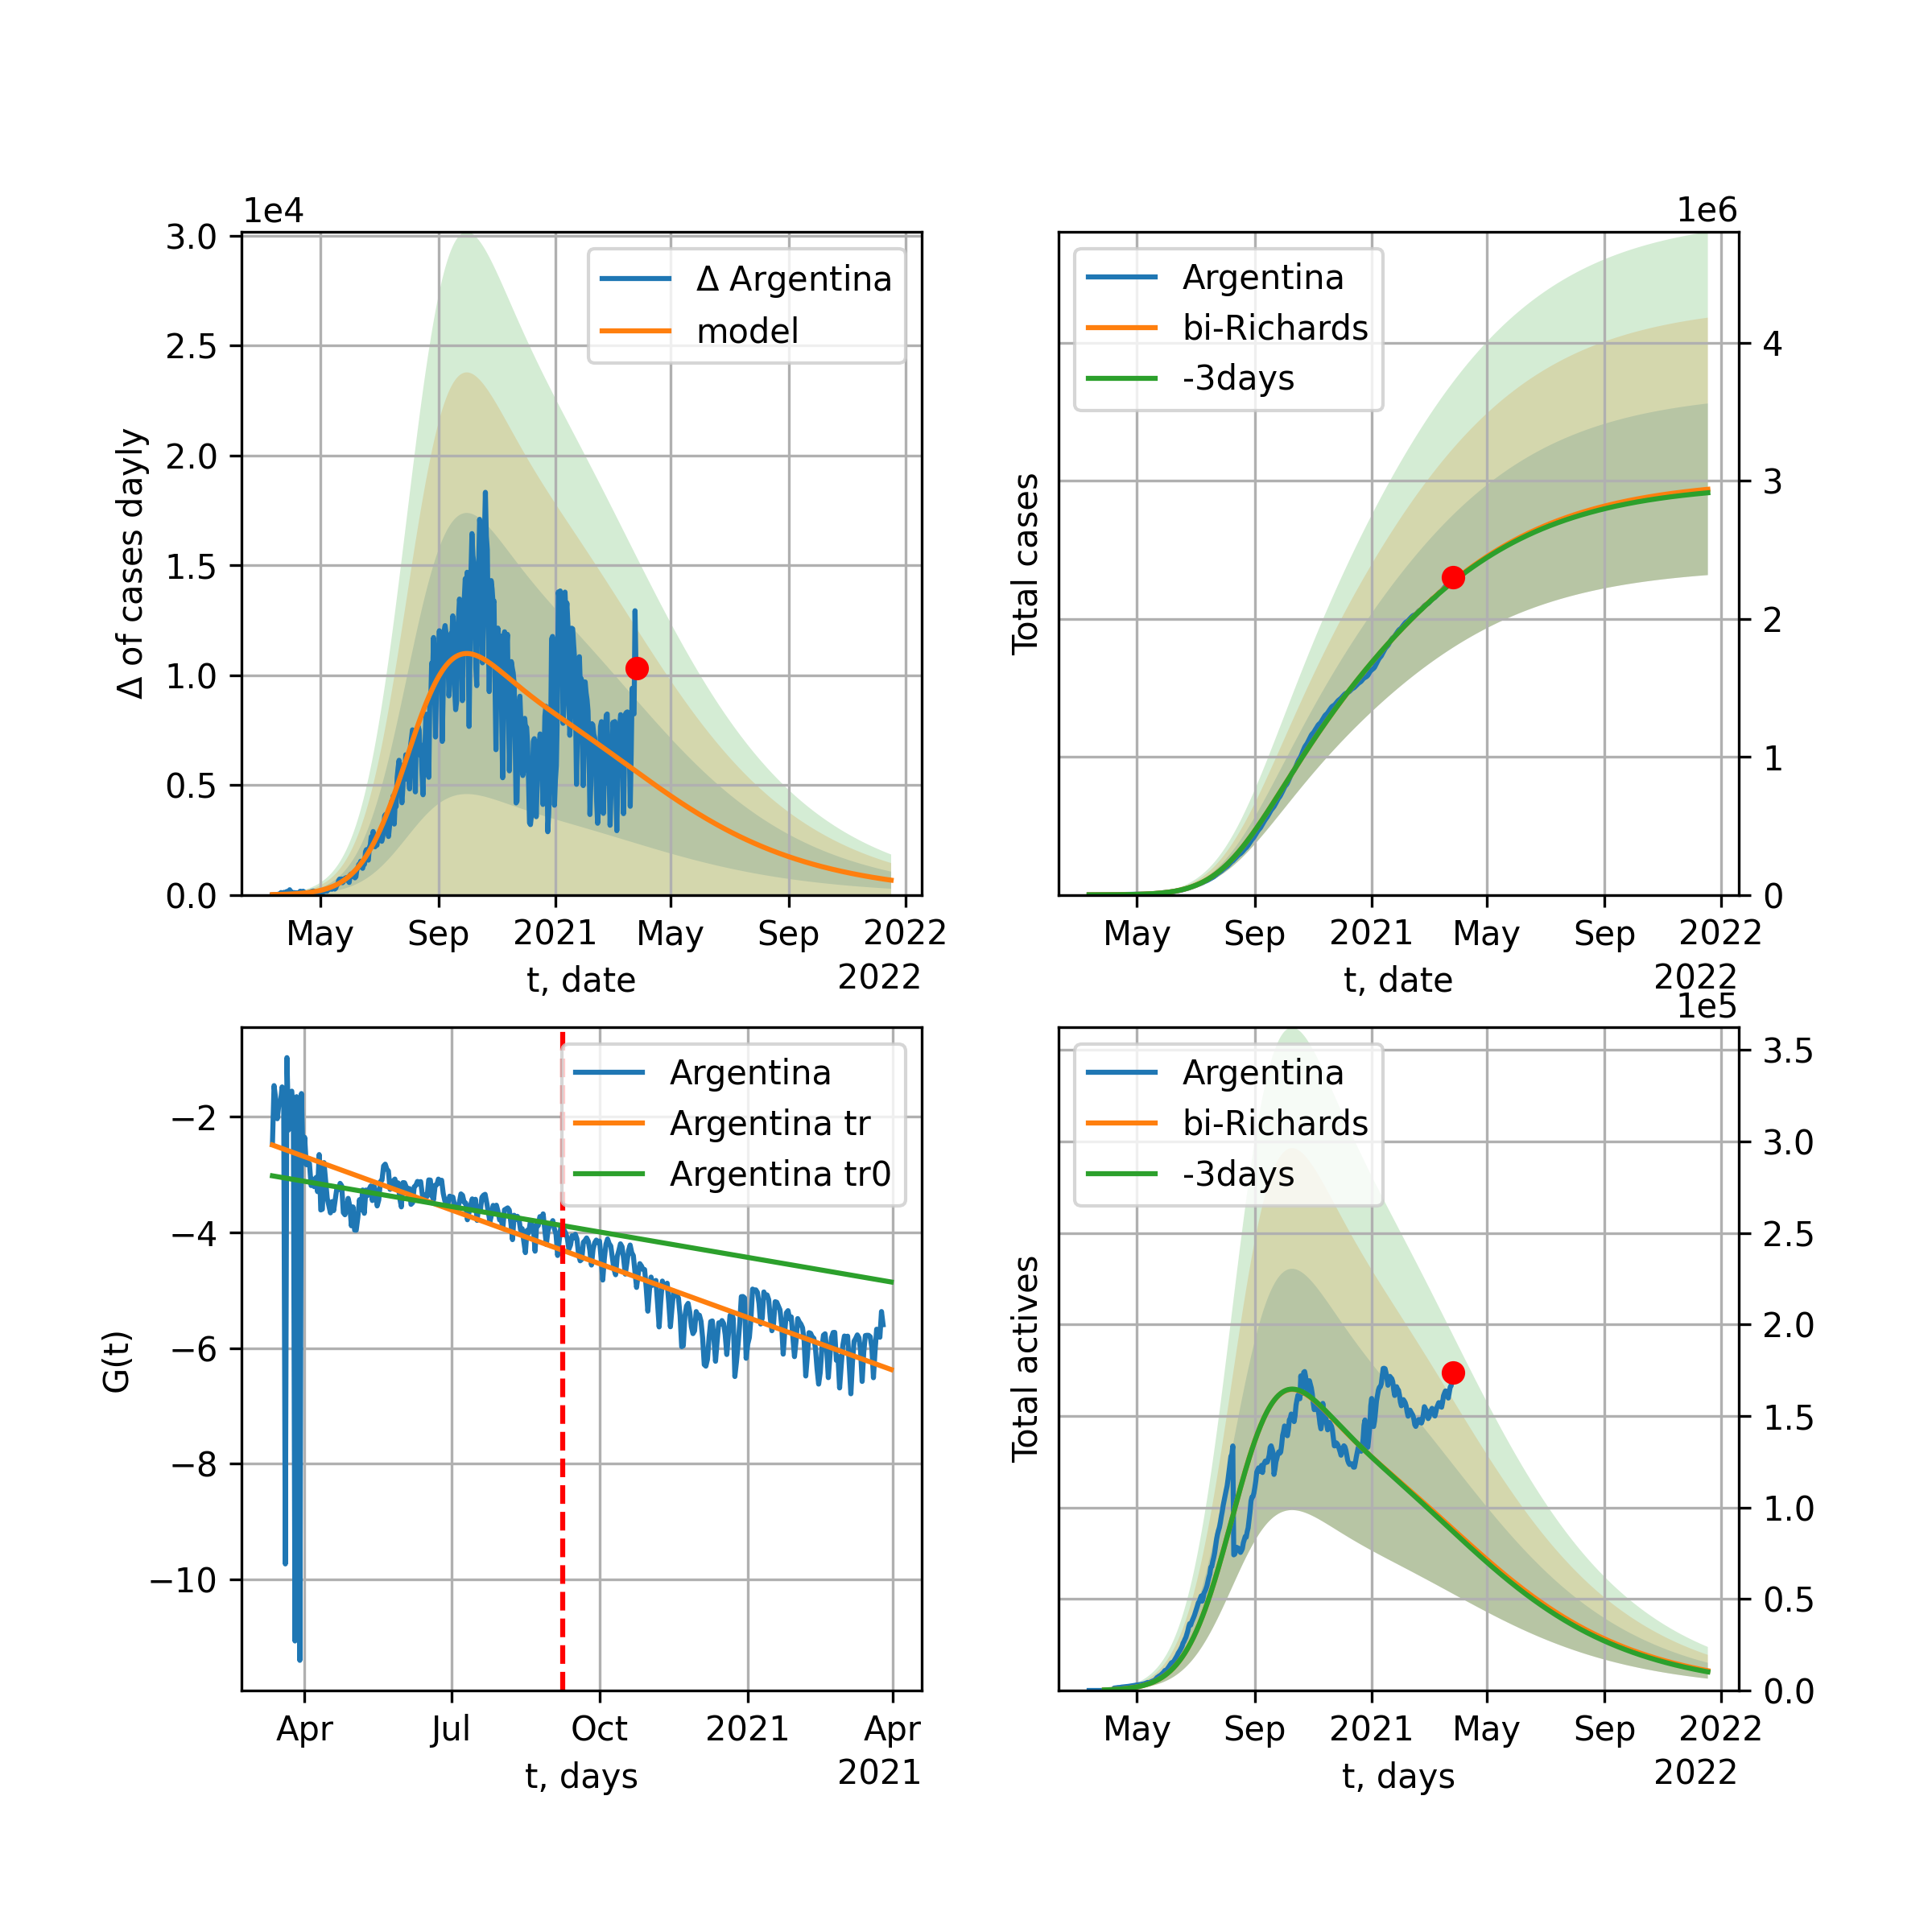 1e4
3.0
2.5
2.0
1.5
1.0
0.5
0.0
Δ of cases dayly
Δ Argentina
model
May Sep 2021 May Sep 2022
t, date
2022
1e6
Argentina
bi-Richards
-3days
Total cases
4
3
2
1
0
May Sep 2021 May Sep 2022
t, date
2022
−2
−4
−6
−8
−10
G(t)
Argentina
Argentina tr
Argentina tr0
Apr Jul Oct 2021 Apr
t, days
2021
1e5
Argentina
bi-Richards
-3days
Total actives
3.5
3.0
2.5
2.0
1.5
1.0
0.5
0.0
May Sep 2021 May Sep 2022
t, days
2022